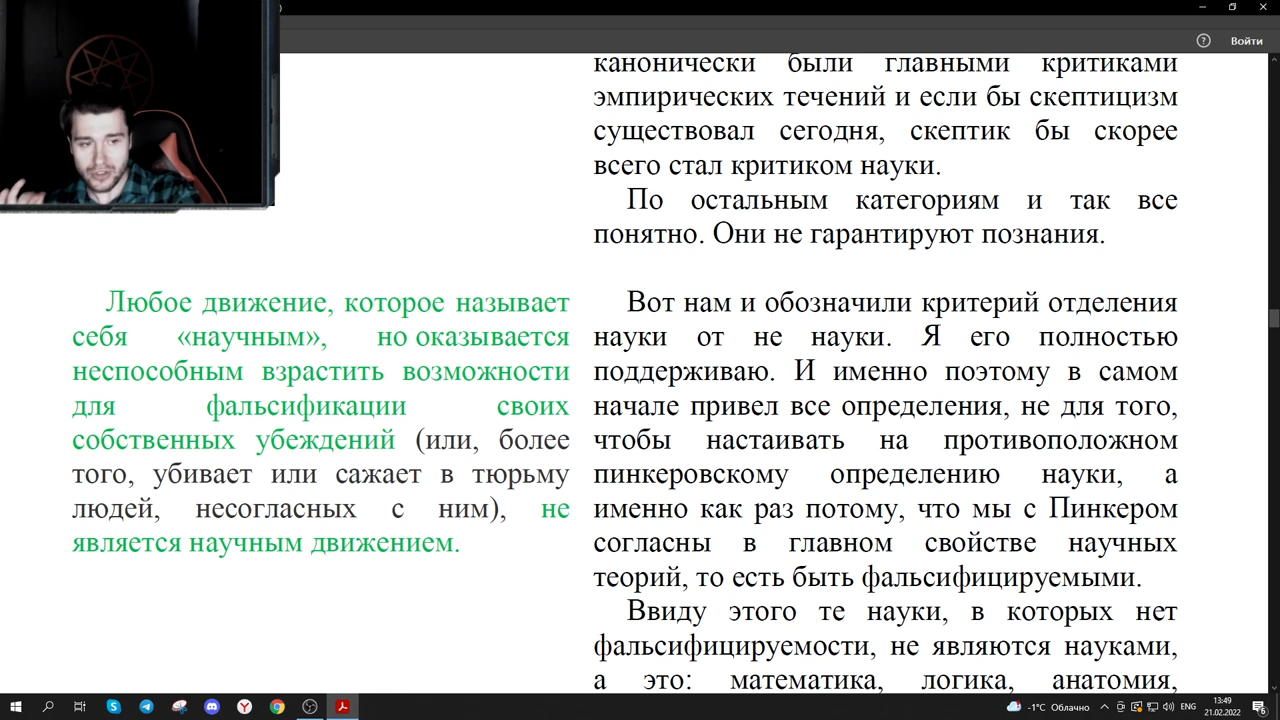 Войти
канонически были главными критиками
эмпирических течений и если бы скептицизм
существовал сегодня, скептик бы скорее
всего стал критиком науки.
По остальным категориям и так все
понятно. Они не гарантируют познания.
Любое движение, которое называет
себя «научным», но оказывается
неспособным взрастить возможности
для фальсификации своих
собственных убеждений (или, более
того, убивает или сажает в тюрьму
людей, несогласных с ним), не
является научным движением.
Вот нам и обозначили критерий отделения
науки от не науки. Я его полностью
поддерживаю. И именно поэтому в самом
начале привел все определения, не для того,
чтобы настаивать на противоположном
пинкеровскому определению науки, а
именно как раз потому, что мы с Пинкером
согласны в главном свойстве научных
теорий, то есть быть фальсифицируемыми.
Ввиду этого те науки, в которых нет
фальсифицируемости, не являются науками,
а это: математика, логика, анатомия,
-1°C Облачно
ENG
13:49
21.02.2022
6